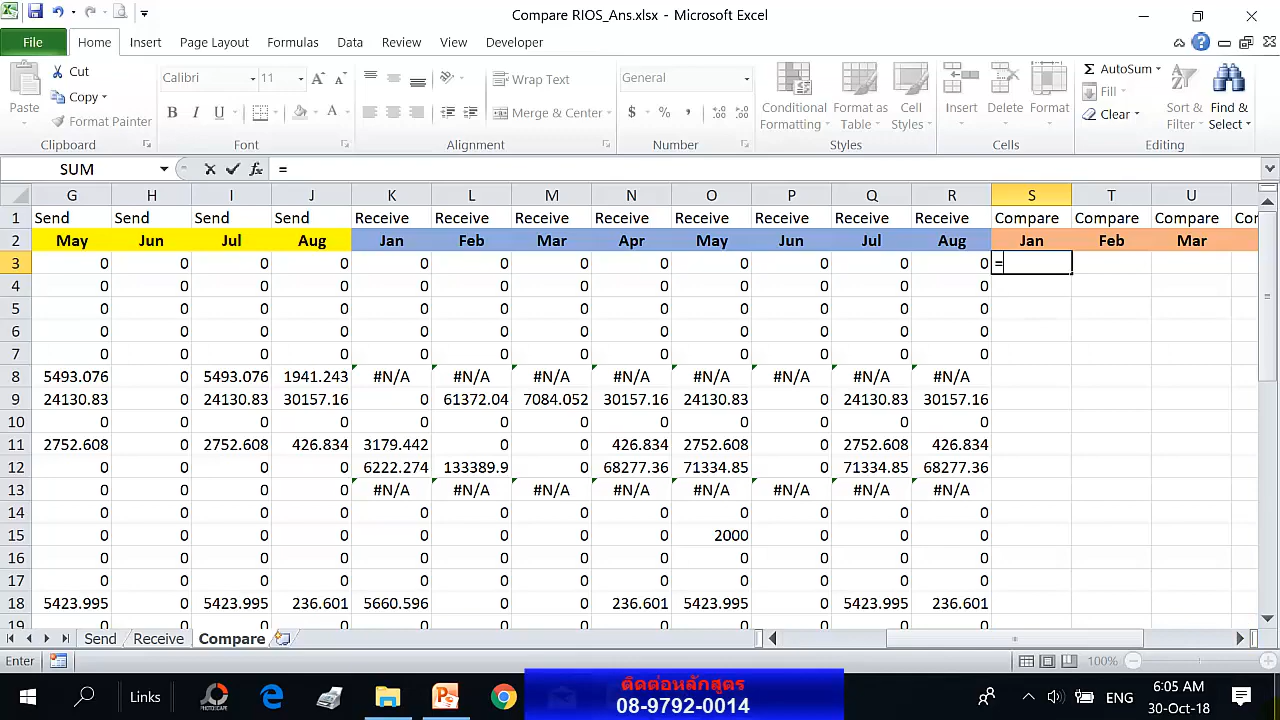 Compare RIOS_Ans.xlsx - Microsoft Excel
File Home Insert Page Layout Formulas Data Review View Developer
Paste Cut Copy Format Painter Clipboard
Calibri 11 B I U A Font
Wrap Text Merge & Center Alignment
General $ % , Number
Conditional Formatting Format as Table Cell Styles Styles
Insert Delete Format Cells
Σ AutoSum Fill Clear Sort & Filter Find & Select Editing
SUM fx =
G H I J K L M N O P Q R S T U
1 Send Send Send Send Receive Receive Receive Receive Receive Receive Receive Receive Compare Compare Compare Cor
2 May Jun Jul Aug Jan Feb Mar Apr May Jun Jul Aug Jan Feb Mar
3 0 0 0 0 0 0 0 0 0 0 0 0 =
4 0 0 0 0 0 0 0 0 0 0 0 0
5 0 0 0 0 0 0 0 0 0 0 0 0
6 0 0 0 0 0 0 0 0 0 0 0 0
7 0 0 0 0 0 0 0 0 0 0 0 0
8 5493.076 0 5493.076 1941.243 #N/A #N/A #N/A #N/A #N/A #N/A #N/A #N/A
9 24130.83 0 24130.83 30157.16 0 61372.04 7084.052 30157.16 24130.83 0 24130.83 30157.16
10 0 0 0 0 0 0 0 0 0 0 0 0
11 2752.608 0 2752.608 426.834 3179.442 0 0 426.834 2752.608 0 2752.608 426.834
12 0 0 0 0 6222.274 133389.9 0 68277.36 71334.85 0 71334.85 68277.36
13 0 0 0 0 #N/A #N/A #N/A #N/A #N/A #N/A #N/A #N/A
14 0 0 0 0 0 0 0 0 0 0 0 0
15 0 0 0 0 0 0 0 0 2000 0 0 0
16 0 0 0 0 0 0 0 0 0 0 0 0
17 0 0 0 0 0 0 0 0 0 0 0 0
18 5423.995 0 5423.995 236.601 5660.596 0 0 236.601 5423.995 0 5423.995 236.601
19 0 0 0 0 0 0 0 0 0 0 0 0
Send Receive Compare
Enter 100%
Links
ติดต่อหลักสูตร
08-9792-0014
ENG
6:05 AM
30-Oct-18